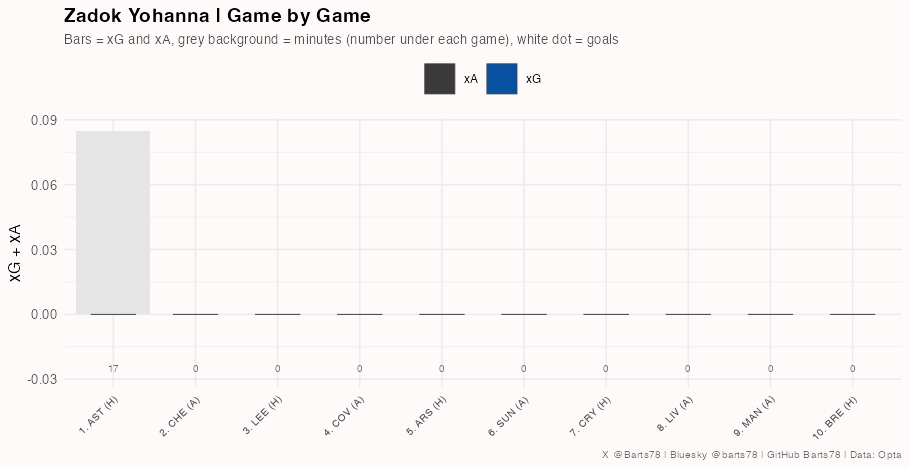 Zadok Yohanna | Game by Game
Bars = xG and xA, grey background = minutes (number under each game), white dot = goals
xA xG
xG + xA
0.09
0.06
0.03
0.00
-0.03
17 0 0 0 0 0 0 0 0 0
1. AST (H)
2. CHE (A)
3. LEE (H)
4. COV (A)
5. ARS (H)
6. SUN (A)
7. CRY (H)
8. LIV (A)
9. MAN (A)
10. BRE (H)
X @Barts78 | Bluesky @barts78 | GitHub Barts78 | Data: Opta